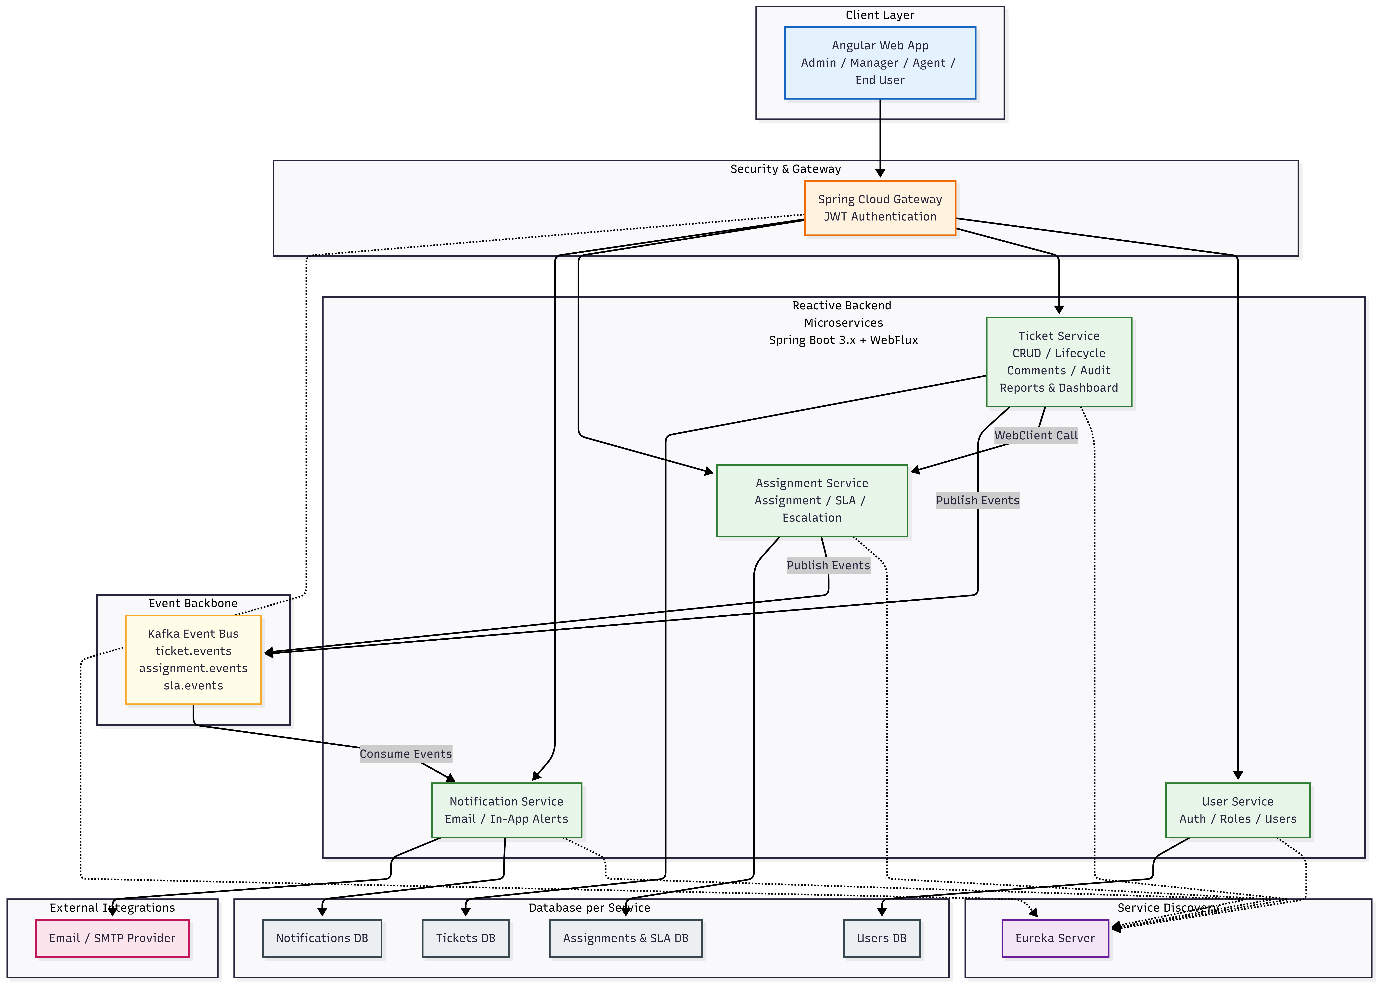 Client Layer
Angular Web App
Admin / Manager / Agent /
End User
Security & Gateway
Spring Cloud Gateway
JWT Authentication
Reactive Backend
Microservices
Spring Boot 3.x + WebFlux
Ticket Service
CRUD / Lifecycle
Comments / Audit
Reports & Dashboard
WebClient Call
Assignment Service
Assignment / SLA /
Escalation
Publish Events
Publish Events
Event Backbone
Kafka Event Bus
ticket.events
assignment.events
sla.events
Consume Events
Notification Service
Email / In-App Alerts
User Service
Auth / Roles / Users
External Integrations
Email / SMTP Provider
Database per Service
Notifications DB
Tickets DB
Assignments & SLA DB
Users DB
Service Discovery
Eureka Server